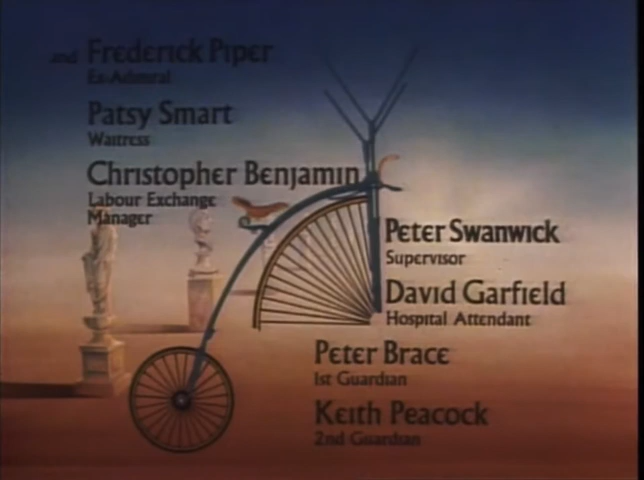 and Frederick Piper
Ex-Admiral
Patsy Smart
Waitress
Christopher Benjamin
Labour Exchange
Manager
Peter Swanwick
Supervisor
David Garfield
Hospital Attendant
Peter Brace
1st Guardian
Keith Peacock
2nd Guardian